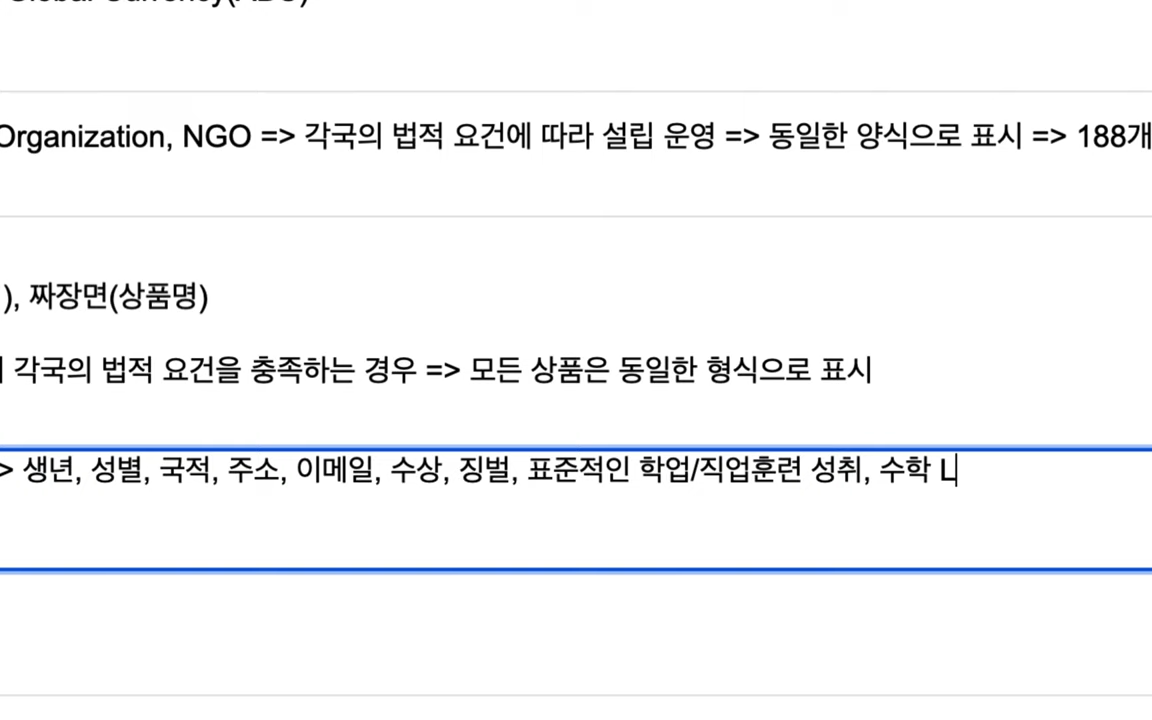 Organization, NGO => 각국의 법적 요건에 따라 설립 운영 => 동일한 양식으로 표시 => 188개
), 짜장면(상품명)
각국의 법적 요건을 충족하는 경우 => 모든 상품은 동일한 형식으로 표시
> 생년, 성별, 국적, 주소, 이메일, 수상, 징벌, 표준적인 학업/직업훈련 성취, 수학 L